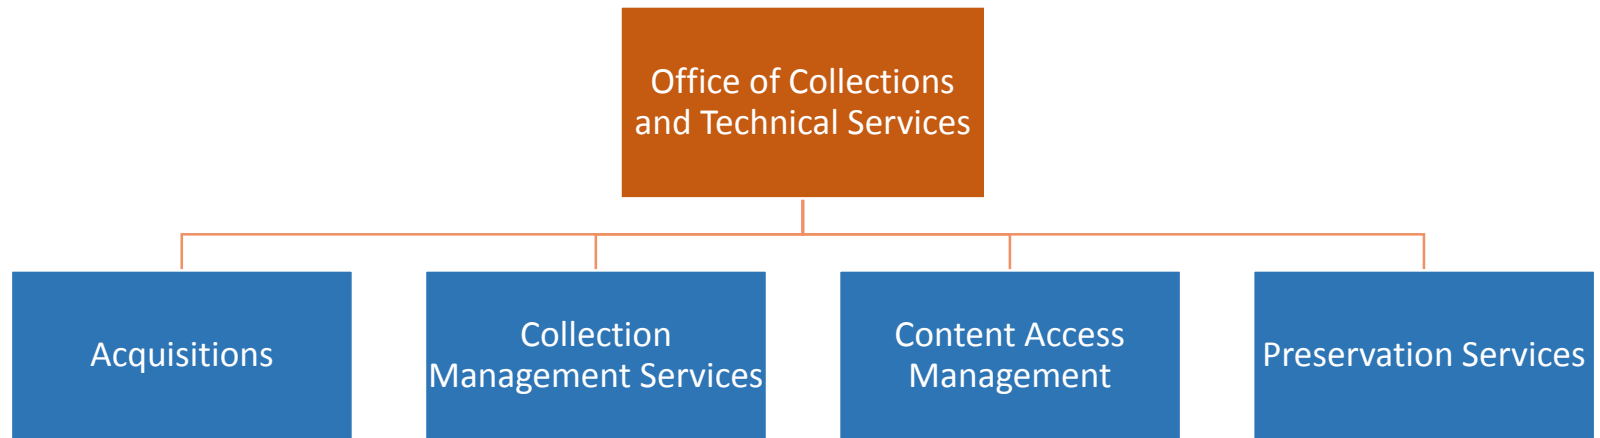 Office of Collections
and Technical Services
Acquisitions
Collection
Management Services
Content Access
Management
Preservation Services